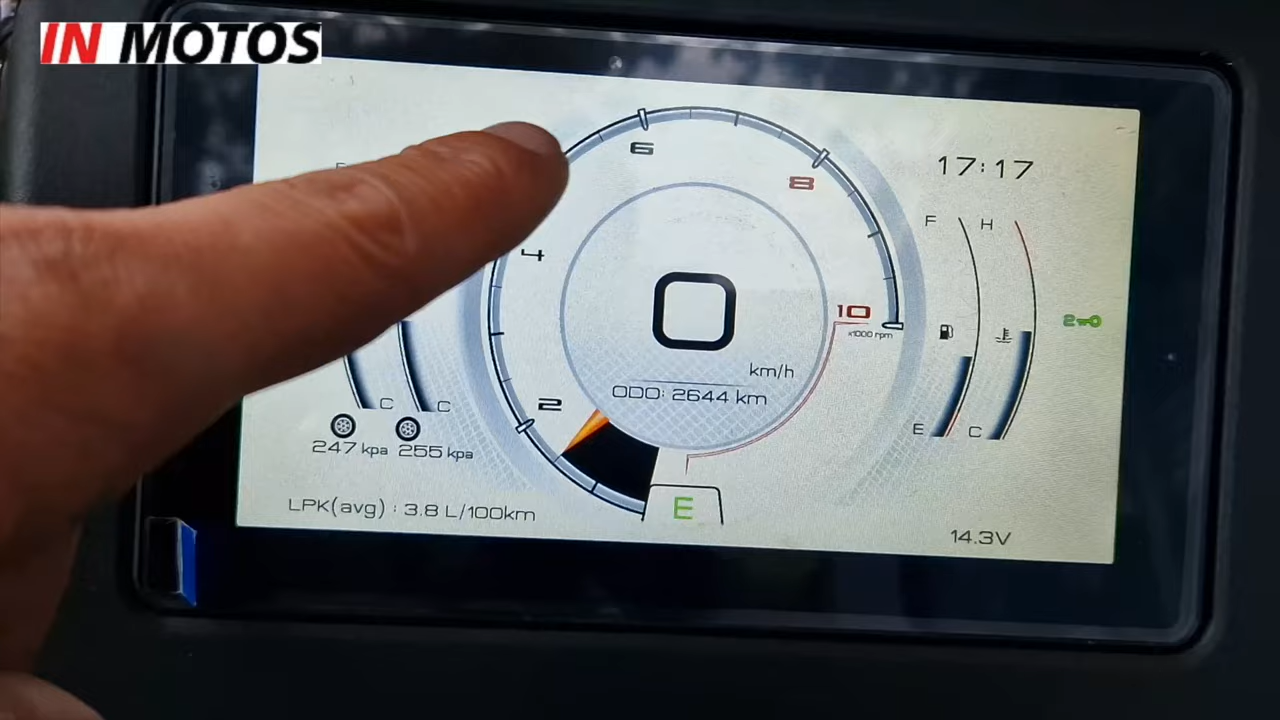 IN MOTOS
17:17
6
8
4
F
H
10
x1000 rpm
2
km/h
ODO: 2644 km
C
C
E
C
247 kpa
255 kpa
LPK(avg) : 3.8 L/100km
E
14.3V